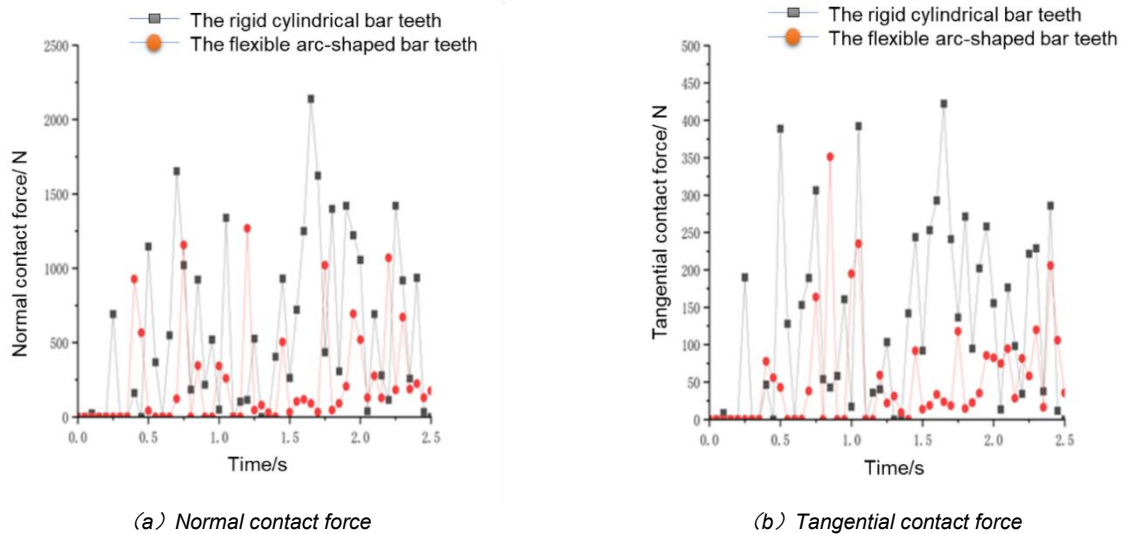 The rigid cylindrical bar teeth
The flexible arc-shaped bar teeth
2500
2000
1500
1000
500
0
Normal contact force/ N
0.0 0.5 1.0 1.5 2.0 2.5
Time/s
（a）Normal contact force
The rigid cylindrical bar teeth
The flexible arc-shaped bar teeth
500
450
400
350
300
250
200
150
100
50
0
Tangential contact force/ N
0.0 0.5 1.0 1.5 2.0 2.5
Time/s
（b）Tangential contact force